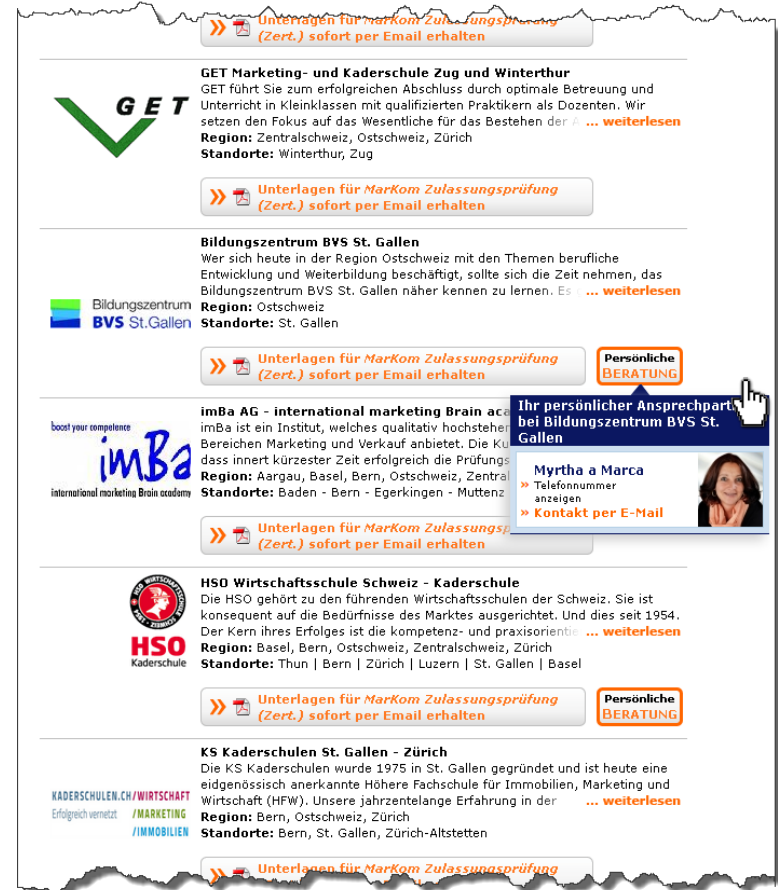 Unterlagen für MarKom Zulassungsprüfung
(Zert.) sofort per Email erhalten
GET
GET Marketing- und Kaderschule Zug und Winterthur
GET führt Sie zum erfolgreichen Abschluss durch optimale Betreuung und
Unterricht in Kleinklassen mit qualifizierten Praktikern als Dozenten. Wir
setzen den Fokus auf das Wesentliche für das Bestehen der A ... weiterlesen
Region: Zentralschweiz, Ostschweiz, Zürich
Standorte: Winterthur, Zug
Unterlagen für MarKom Zulassungsprüfung
(Zert.) sofort per Email erhalten
Bildungszentrum BVS St. Gallen
Wer sich heute in der Region Ostschweiz mit den Themen berufliche
Entwicklung und Weiterbildung beschäftigt, sollte sich die Zeit nehmen, das
Bildungszentrum BVS St. Gallen näher kennen zu lernen. Es ... weiterlesen
Bildungszentrum
BVS St.Gallen
Region: Ostschweiz
Standorte: St. Gallen
Unterlagen für MarKom Zulassungsprüfung
(Zert.) sofort per Email erhalten
Persönliche
BERATUNG
Ihr persönlicher Ansprechpart
bei Bildungszentrum BVS St.
Gallen
Myrtha a Marca
» Telefonnummer
anzeigen
» Kontakt per E-Mail
boost your competence
imBa
international marketing Brain academy
imBa AG - international marketing Brain aca
imBa ist ein Institut, welches qualitativ hochstehe
Bereichen Marketing und Verkauf anbietet. Die Ku
dass innert kürzester Zeit erfolgreich die Prüfungs
Region: Aargau, Basel, Bern, Ostschweiz, Zentral
Standorte: Baden - Bern - Egerkingen - Muttenz
Unterlagen für MarKom Zulassungsp
(Zert.) sofort per Email erhalten
HSO WIRTSCHAFTSSCHULE SCHWEIZ
1954
HSO
Kaderschule
HSO Wirtschaftsschule Schweiz - Kaderschule
Die HSO gehört zu den führenden Wirtschaftsschulen der Schweiz. Sie ist
konsequent auf die Bedürfnisse des Marktes ausgerichtet. Und dies seit 1954.
Der Kern ihres Erfolges ist die kompetenz- und praxisorientie ... weiterlesen
Region: Basel, Bern, Ostschweiz, Zentralschweiz, Zürich
Standorte: Thun | Bern | Zürich | Luzern | St. Gallen | Basel
Unterlagen für MarKom Zulassungsprüfung
(Zert.) sofort per Email erhalten
Persönliche
BERATUNG
KS Kaderschulen St. Gallen - Zürich
Die KS Kaderschulen wurde 1975 in St. Gallen gegründet und ist heute eine
eidgenössisch anerkannte Höhere Fachschule für Immobilien, Marketing und
Wirtschaft (HFW). Unsere jahrzentelange Erfahrung in der ... weiterlesen
Region: Bern, Ostschweiz, Zürich
Standorte: Bern, St. Gallen, Zürich-Altstetten
KADERSCHULEN.CH/WIRTSCHAFT
Erfolgreich vernetzt /MARKETING
/IMMOBILIEN
Unterlagen für MarKom Zulassungsprüfung